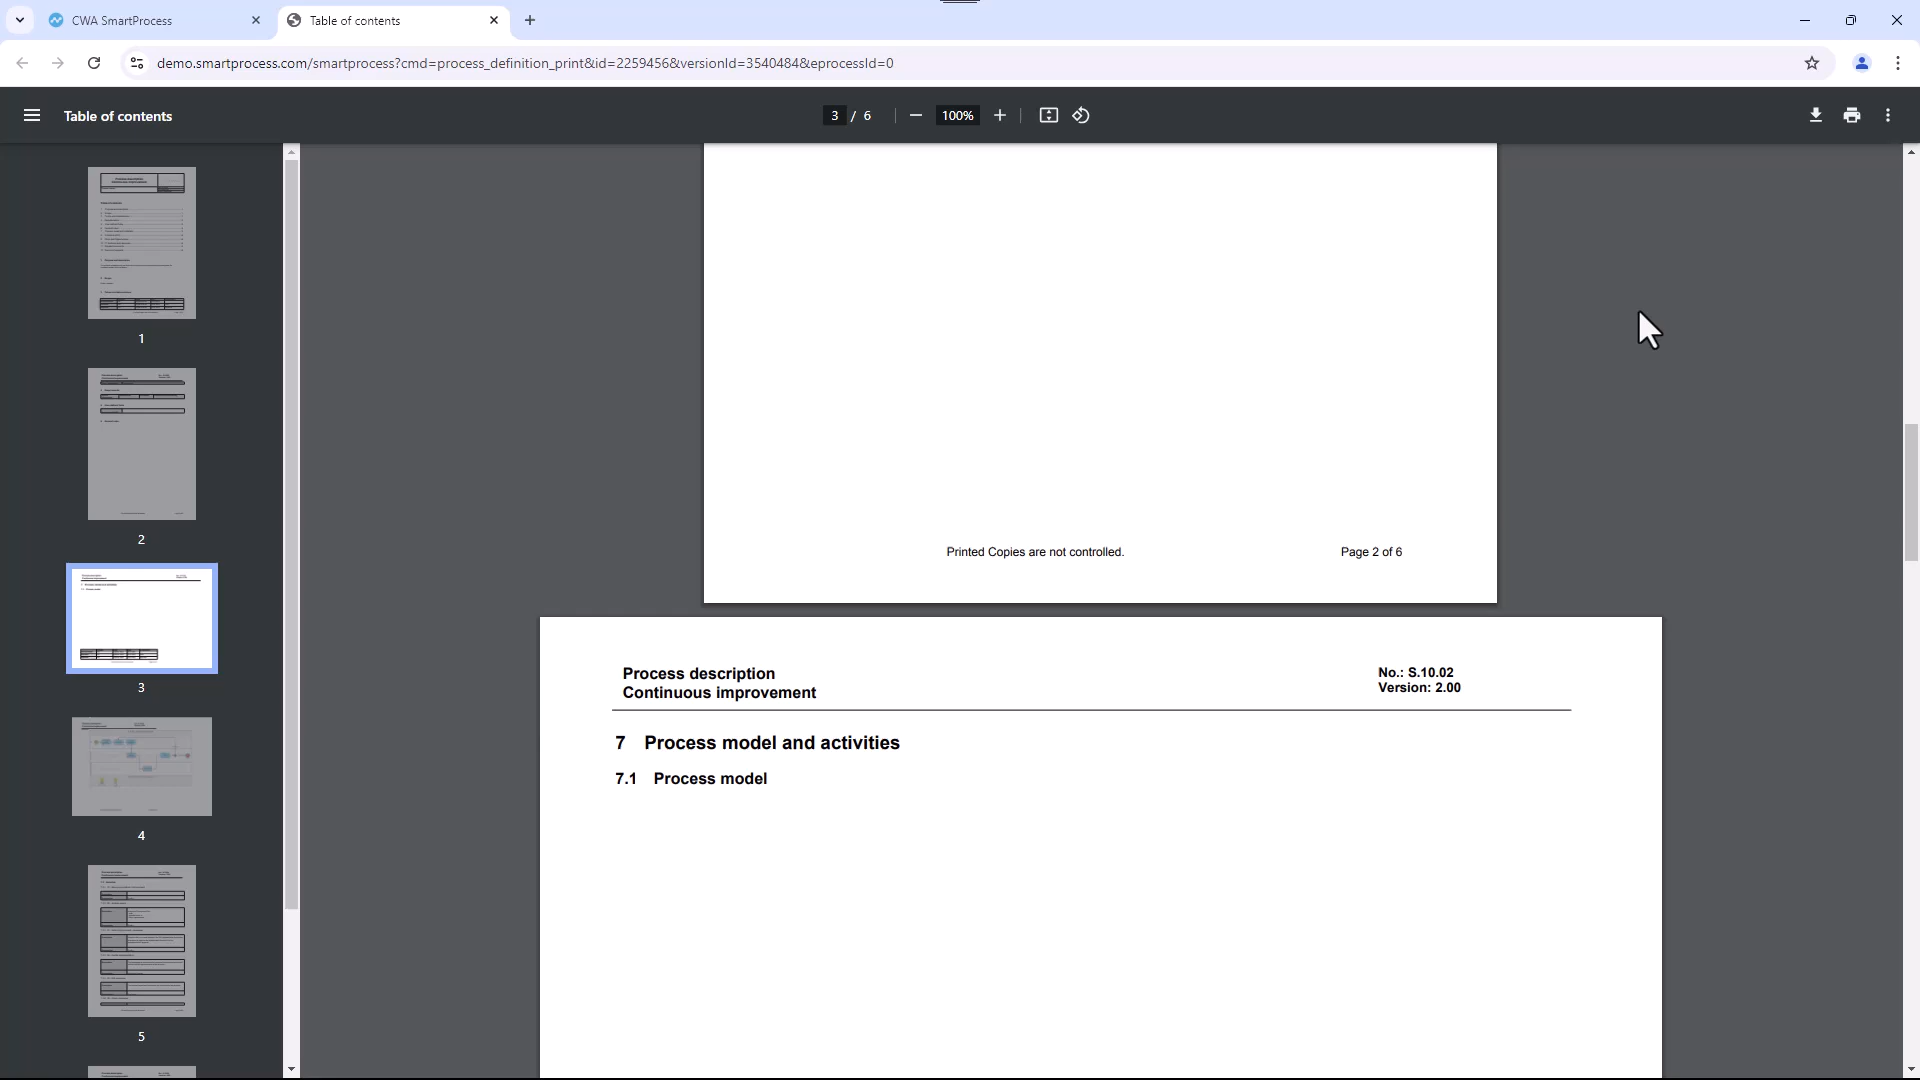 CWA SmartProcess
Table of contents
demo.smartprocess.com/smartprocess?cmd=process_definition_print&id=2259456&versionId=3540484&eprocessId=0
Table of contents
3 / 6
100%
1
2
3
4
5
Printed Copies are not controlled.
Page 2 of 6
Process description
Continuous improvement
No.: S.10.02
Version: 2.00
7 Process model and activities
7.1 Process model